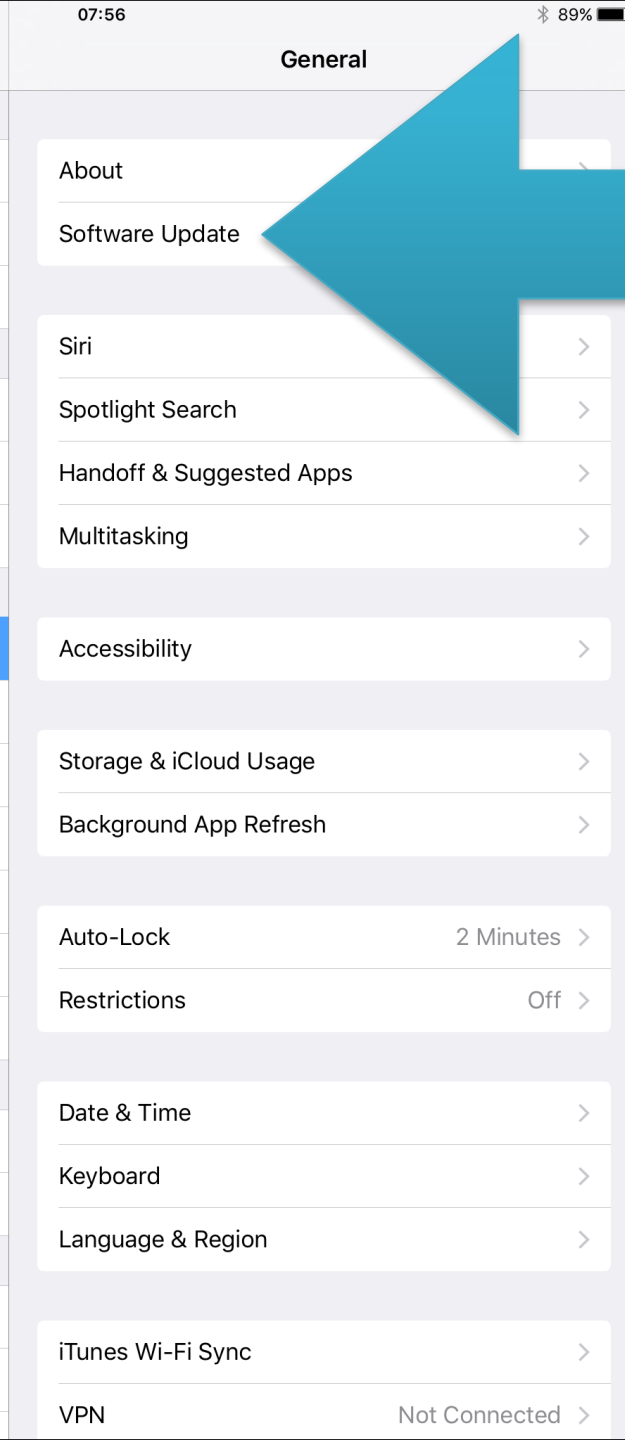 07:56
89%
General
About
Software Update
Siri
Spotlight Search
Handoff & Suggested Apps
Multitasking
Accessibility
Storage & iCloud Usage
Background App Refresh
Auto-Lock 2 Minutes
Restrictions Off
Date & Time
Keyboard
Language & Region
iTunes Wi-Fi Sync
VPN Not Connected